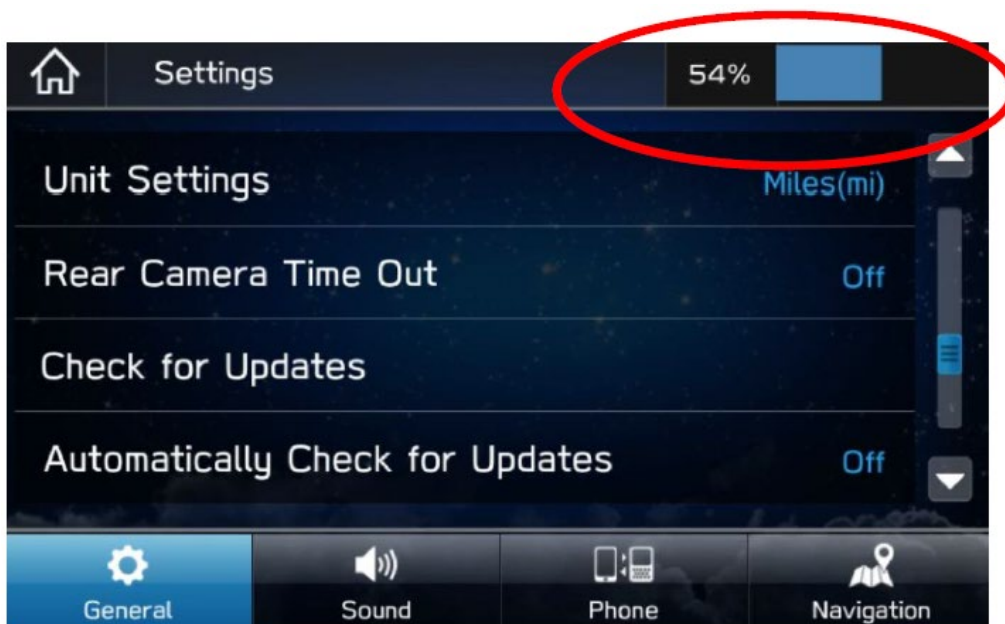 Settings 54%
Unit Settings Miles(mi)
Rear Camera Time Out Off
Check for Updates
Automatically Check for Updates Off
General Sound Phone Navigation